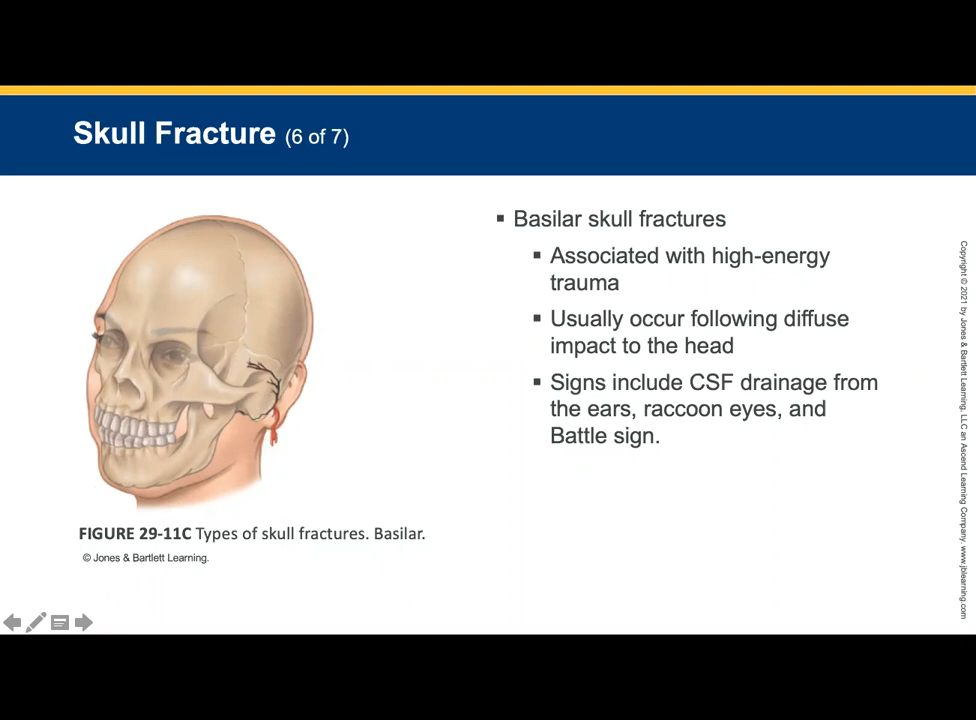 Skull Fracture (6 of 7)
▪ Basilar skull fractures
▪ Associated with high-energy
trauma
▪ Usually occur following diffuse
impact to the head
▪ Signs include CSF drainage from
the ears, raccoon eyes, and
Battle sign.
FIGURE 29-11C Types of skull fractures. Basilar.
© Jones & Bartlett Learning.
Copyright © 2021 by Jones & Bartlett Learning, LLC an Ascend Learning Company. www.jblearning.com